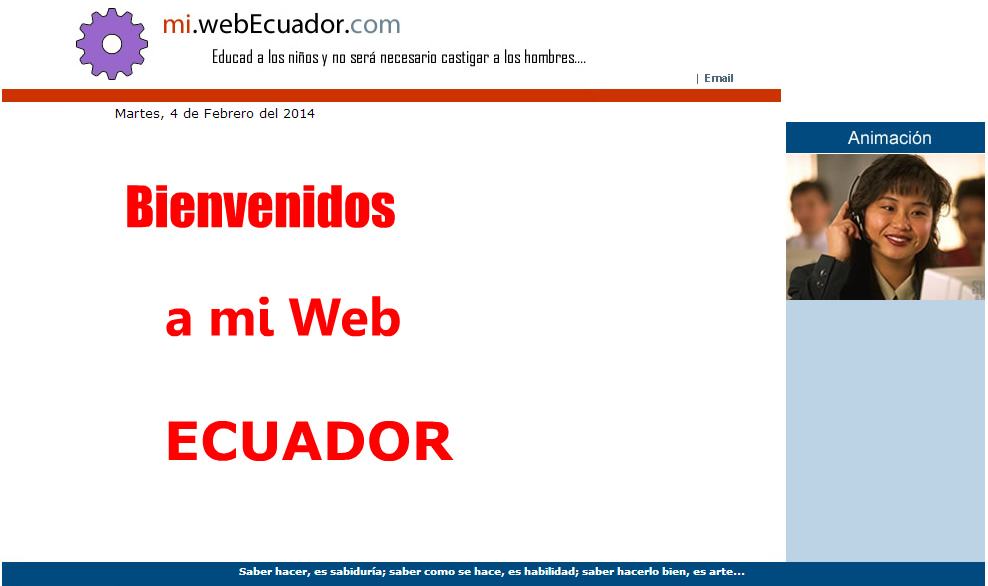 mi.webEcuador.com
Educad a los niños y no será necesario castigar a los hombres....
| Email
Martes, 4 de Febrero del 2014
Animación
Bienvenidos
a mi Web
ECUADOR
Saber hacer, es sabiduría; saber como se hace, es habilidad; saber hacerlo bien, es arte...